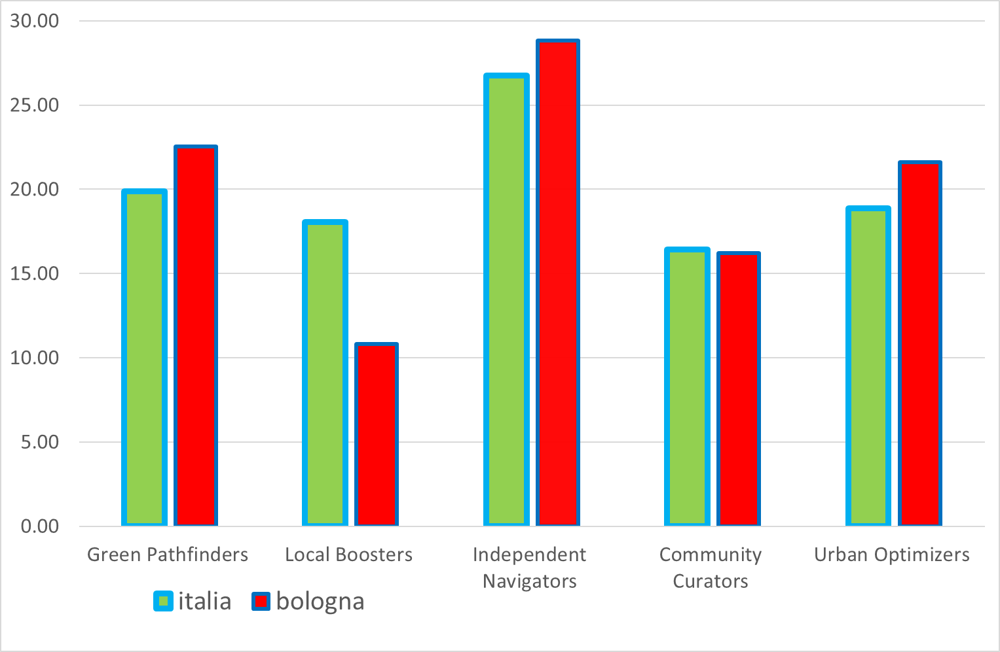 30.00
25.00
20.00
15.00
10.00
5.00
0.00
Green Pathfinders
Local Boosters
Independent
Navigators
Community
Curators
Urban Optimizers
italia
bologna